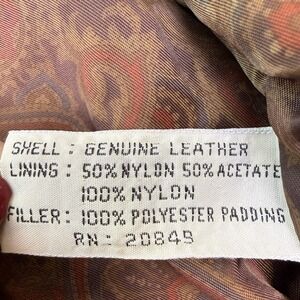 SHELL : GENUINE LEATHER
LINING : 50% NYLON 50% ACETATE
100% NYLON
FILLER : 100% POLYESTER PADDING
RN : 20849